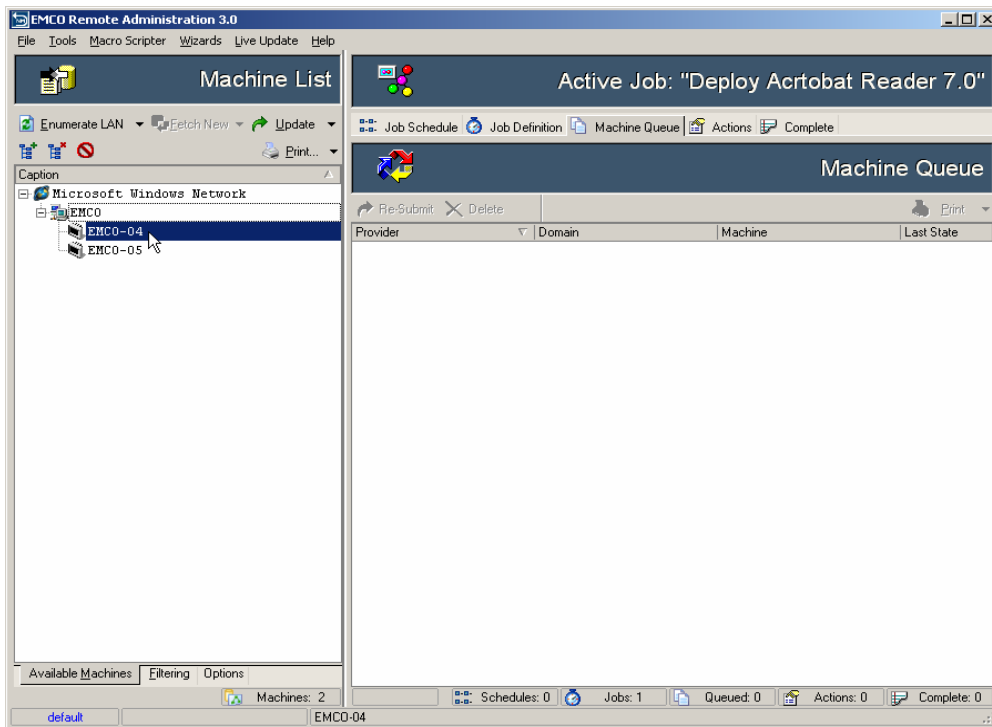 EMCO Remote Administration 3.0
File Tools Macro Scripter Wizards Live Update Help
Machine List
Active Job: "Deploy Acrtobat Reader 7.0"
Enumerate LAN Fetch New Update
Job Schedule Job Definition Machine Queue Actions Complete
Print...
Machine Queue
Caption
Microsoft Windows Network
EMCO
EMCO-04
EMCO-05
Re-Submit Delete Print
Provider Domain Machine Last State
Available Machines Filtering Options
Machines: 2
Schedules: 0 Jobs: 1 Queued: 0 Actions: 0 Complete: 0
default EMCO-04